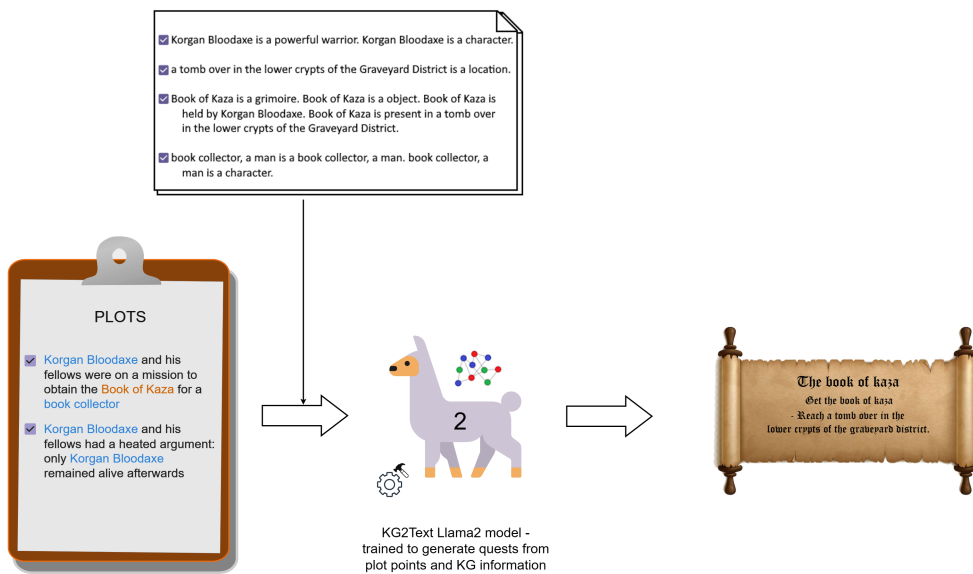 Korgan Bloodaxe is a powerful warrior. Korgan Bloodaxe is a character.
a tomb over in the lower crypts of the Graveyard District is a location.
Book of Kaza is a grimoire. Book of Kaza is a object. Book of Kaza is
held by Korgan Bloodaxe. Book of Kaza is present in a tomb over
in the lower crypts of the Graveyard District.
book collector, a man is a book collector, a man. book collector, a
man is a character.
PLOTS
Korgan Bloodaxe and his
fellows were on a mission to
obtain the Book of Kaza for a
book collector
Korgan Bloodaxe and his
fellows had a heated argument:
only Korgan Bloodaxe
remained alive afterwards
2
KG2Text Llama2 model -
trained to generate quests from
plot points and KG information
The book of kaza
Get the book of kaza
- Reach a tomb over in the
lower crypts of the graveyard district.